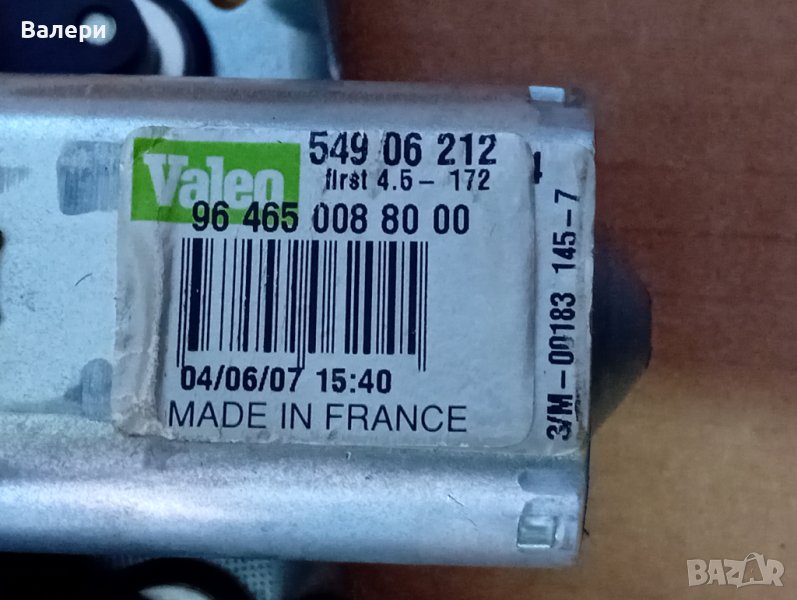 Валери
Valeo
549 06 212
first 4.5 - 172
96 465 008 80 00
04/06/07 15:40
MADE IN FRANCE
3/M-00183 145-7
BAZAR